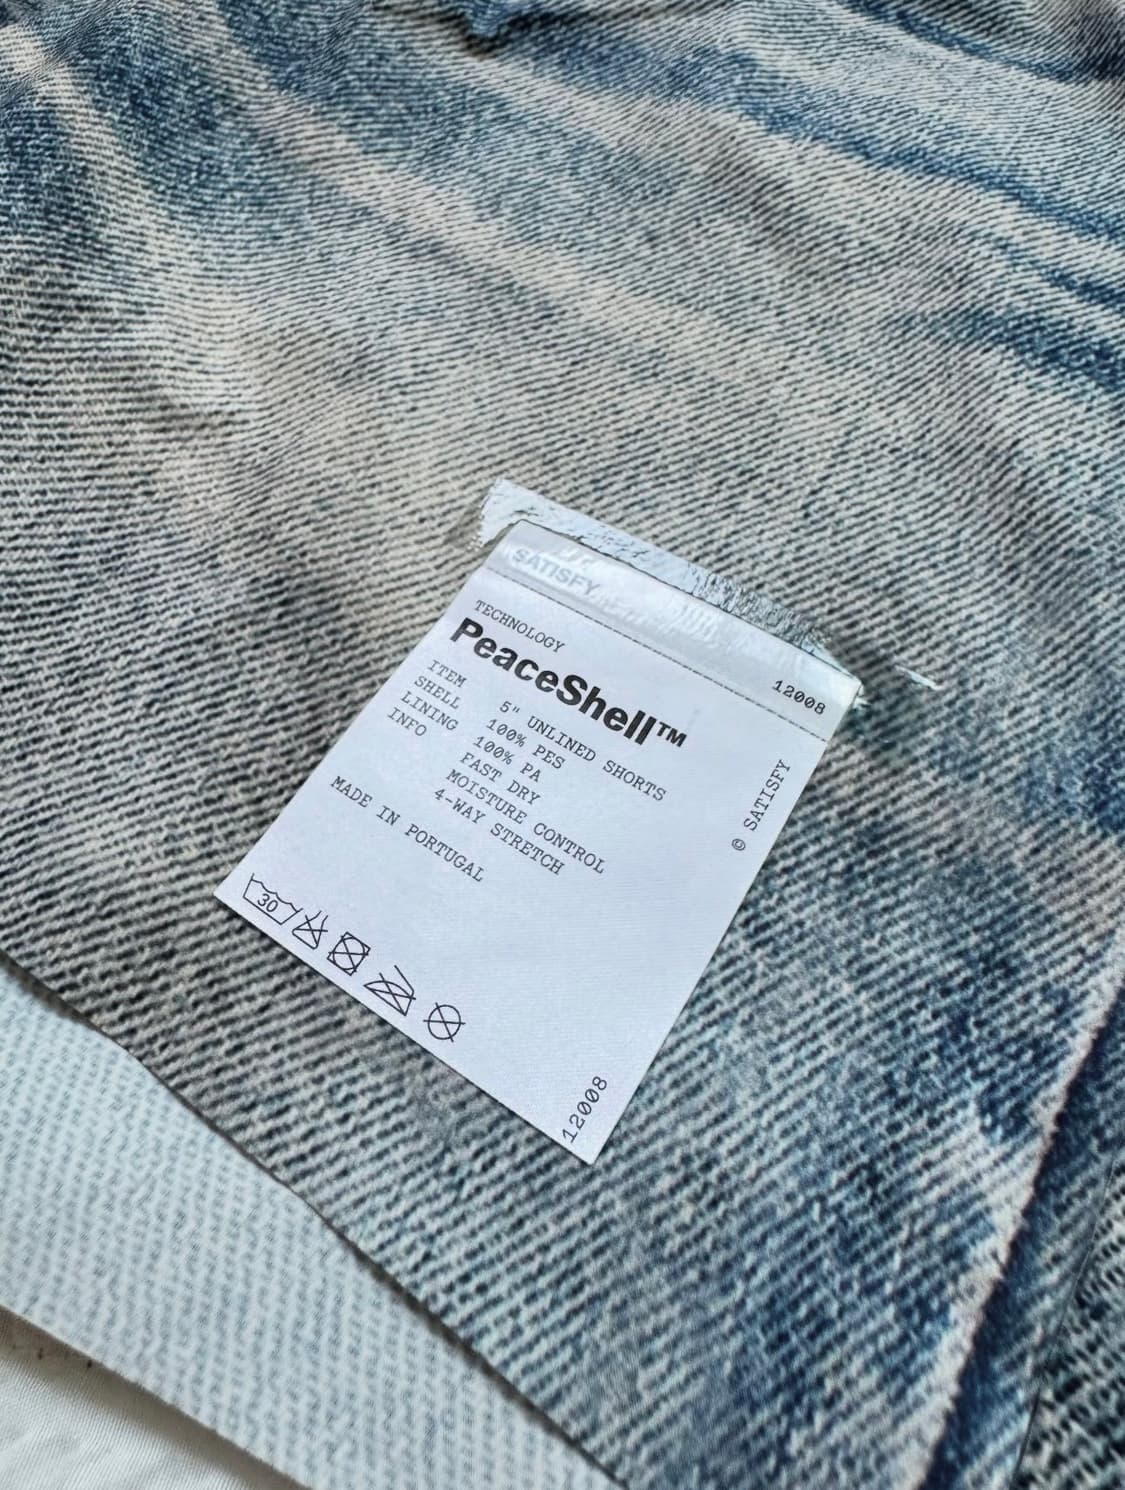 SATISFY
12008
TECHNOLOGY
PeaceShell™
ITEM 5" UNLINED SHORTS
SHELL 100% PES
LINING 100% PA
INFO FAST DRY
MOISTURE CONTROL
4-WAY STRETCH
MADE IN PORTUGAL
© SATISFY
30
12008